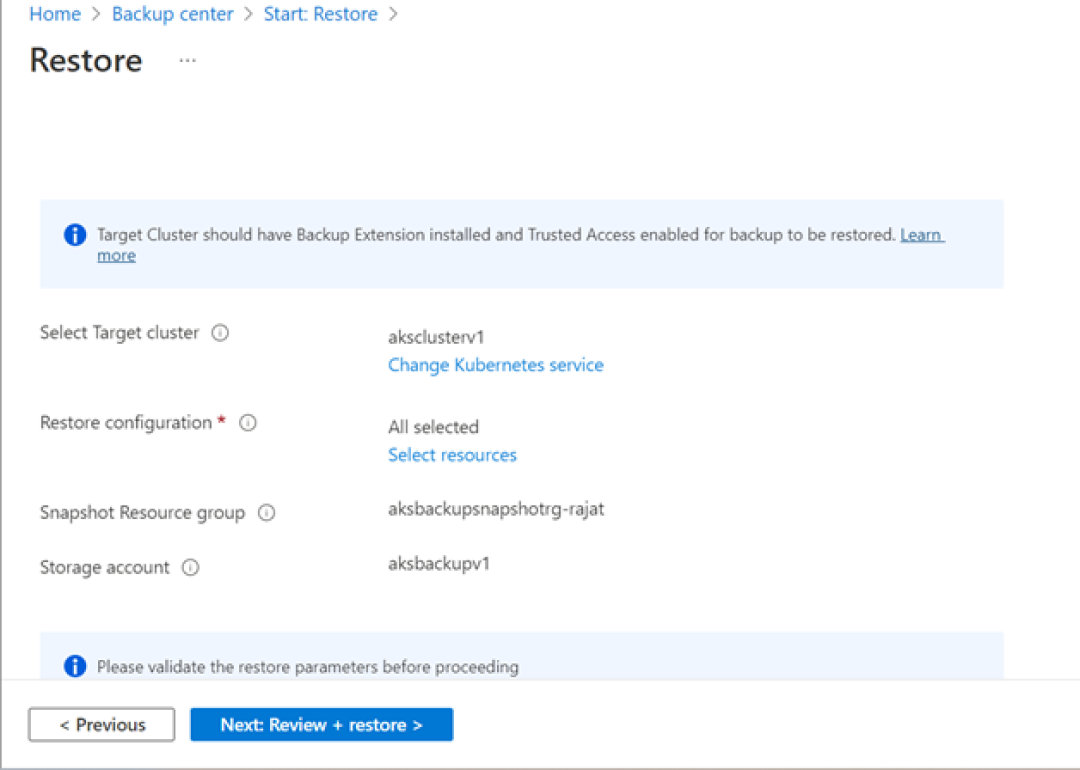 Home > Backup center > Start: Restore >
Restore ...
Target Cluster should have Backup Extension installed and Trusted Access enabled for backup to be restored. Learn
more
Select Target cluster
aksclusterv1
Change Kubernetes service
Restore configuration *
All selected
Select resources
Snapshot Resource group
aksbackupsnapshotrg-rajat
Storage account
aksbackupv1
Please validate the restore parameters before proceeding
< Previous
Next: Review + restore >